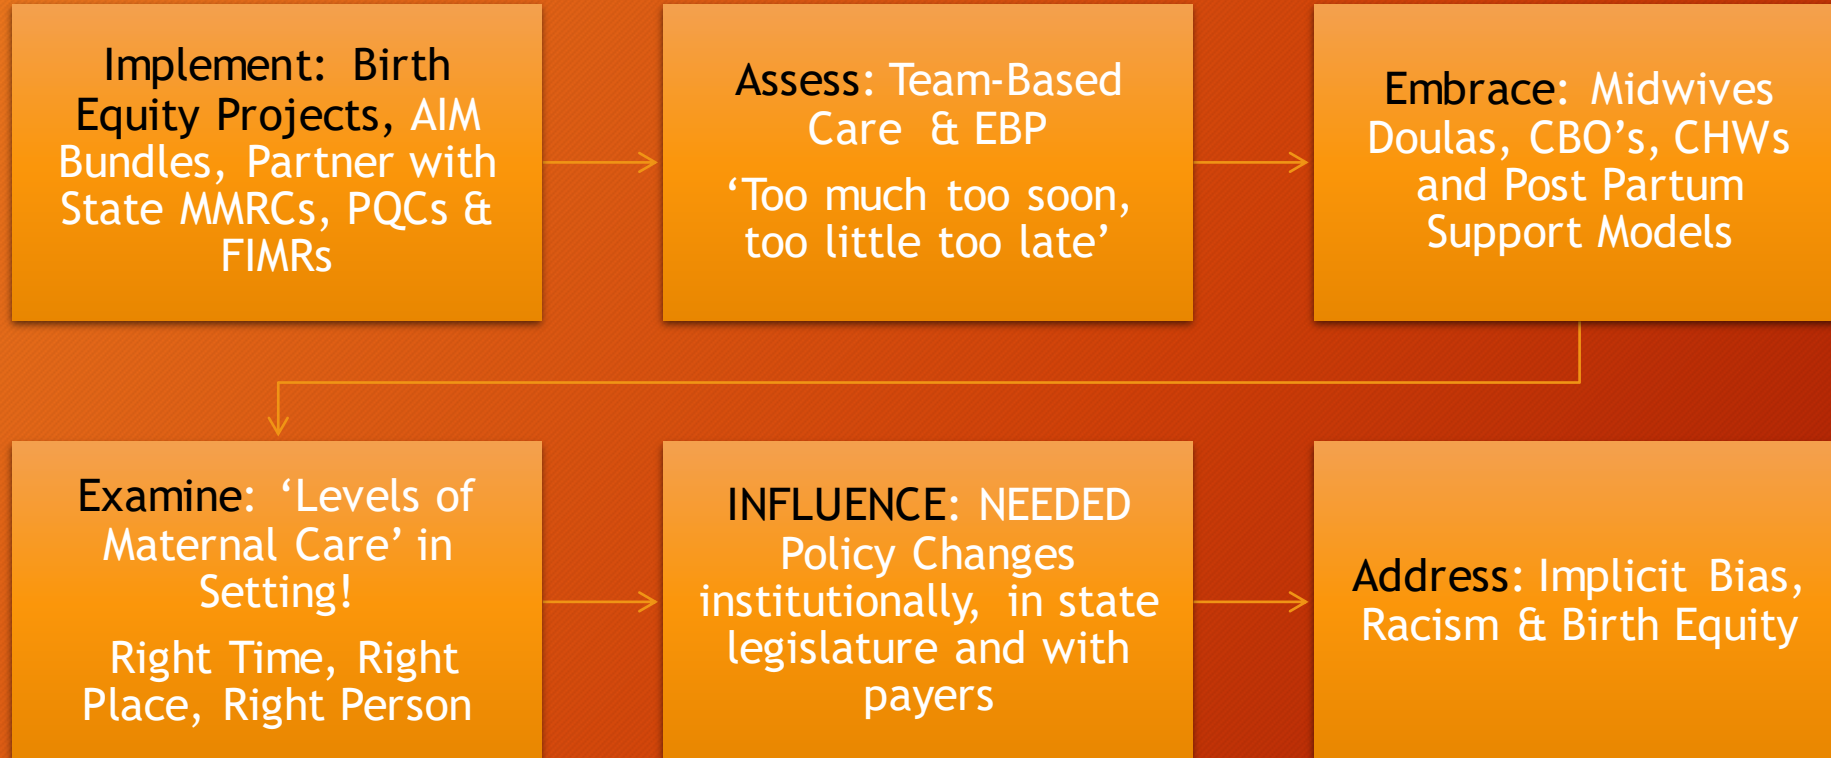 Implement: Birth
Equity Projects, AIM
Bundles, Partner with
State MMRCs, PQCs &
FIMRs
Assess: Team-Based
Care & EBP
‘Too much too soon,
too little too late’
Embrace: Midwives
Doulas, CBO’s, CHWs
and Post Partum
Support Models
Examine: ‘Levels of
Maternal Care’ in
Setting!
Right Time, Right
Place, Right Person
INFLUENCE: NEEDED
Policy Changes
institutionally, in state
legislature and with
payers
Address: Implicit Bias,
Racism & Birth Equity